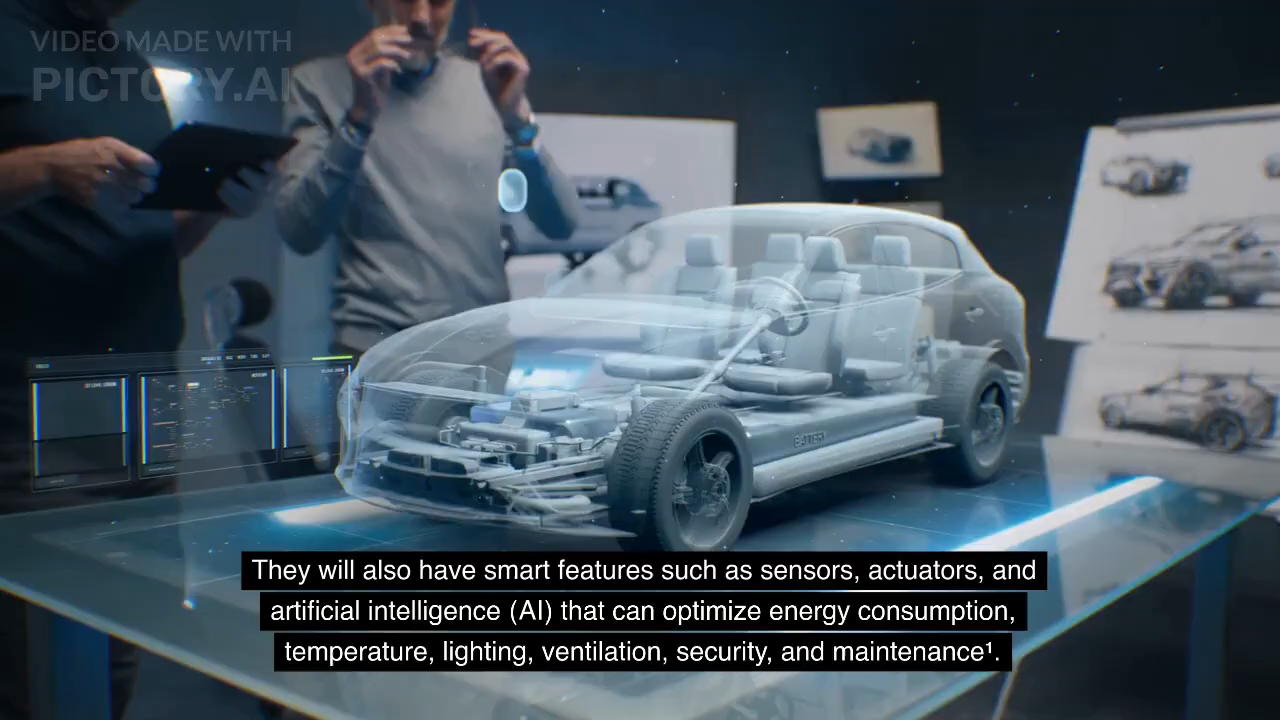 VIDEO MADE WITH
PICTORY.AI
BATTERY
They will also have smart features such as sensors, actuators, and
artificial intelligence (AI) that can optimize energy consumption,
temperature, lighting, ventilation, security, and maintenance¹.